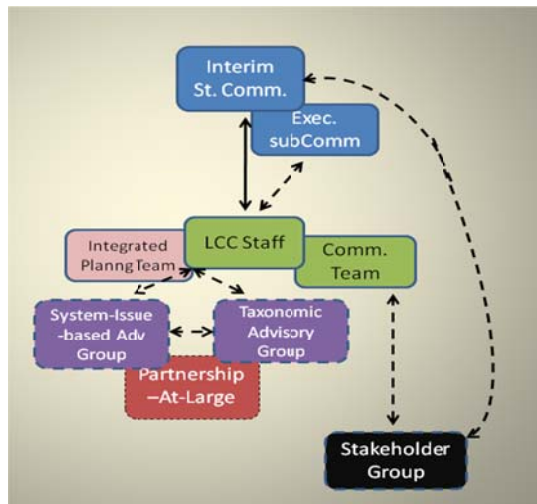 Interim
St. Comm.
Exec.
subComm
LCC Staff
Integrated
PlanngTeam
Comm.
Team
System-Issue
-based Adv
Group
Taxonomic
Advisory
Group
Partnership
–At-Large
Stakeholder
Group